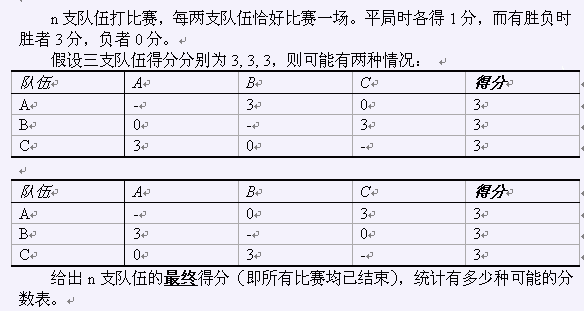 n支队伍打比赛，每两支队伍恰好比赛一场。平局时各得1分，而有胜负时
胜者3分，负者0分。
假设三支队伍得分分别为3, 3, 3，则可能有两种情况：
队伍 A B C 得分
A - 3 0 3
B 0 - 3 3
C 3 0 - 3
队伍 A B C 得分
A - 0 3 3
B 3 - 0 3
C 0 3 - 3
给出n支队伍的最终得分（即所有比赛均已结束），统计有多少种可能的分
数表。